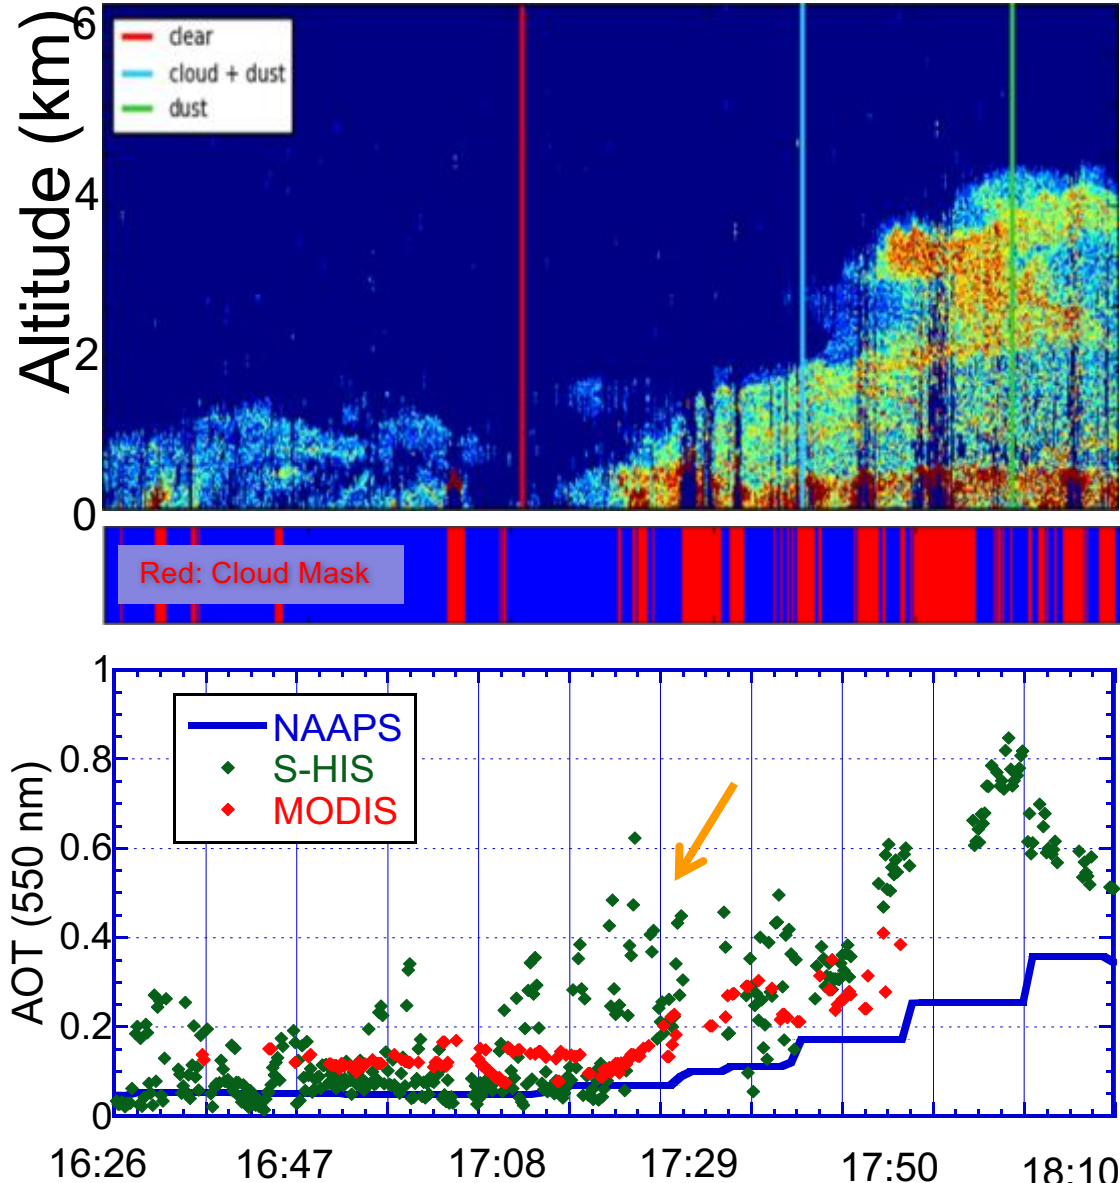 6
clear
cloud + dust
dust
4
2
0
Altitude (km)
Red: Cloud Mask
1
0.8
0.6
0.4
0.2
0
AOT (550 nm)
NAAPS
S-HIS
MODIS
16:26 16:47 17:08 17:29 17:50 18:10